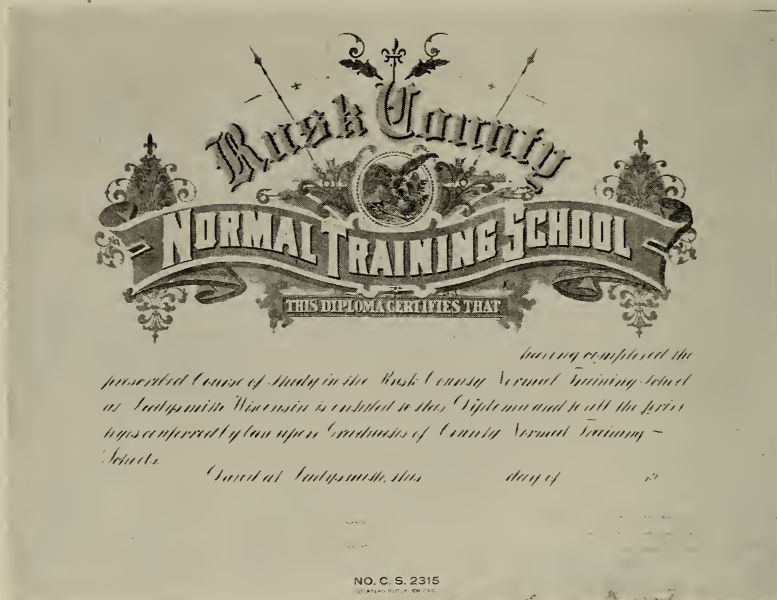 Rusk County
NORMAL TRAINING SCHOOL
THIS DIPLOMA CERTIFIES THAT
having completed the
prescribed Course of Study in the Rusk County Normal Training School
at Ladysmith Wisconsin is entitled to this Diploma and to all the privi
leges conferred by law upon Graduates of County Normal Training –
Schools.
Dated at Ladysmith, this day of 19
NO. C. S. 2315